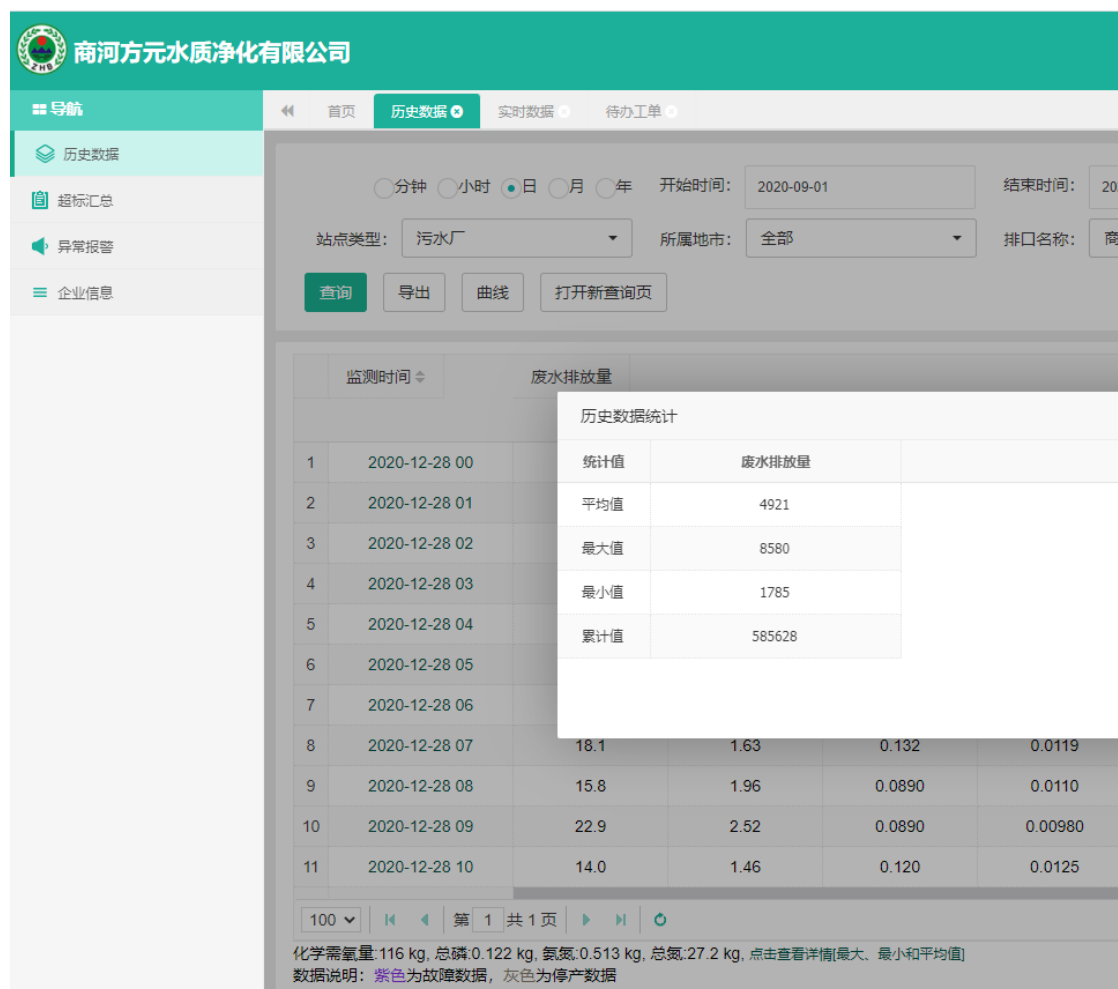 ZHB
商河方元水质净化有限公司
导航
首页 历史数据 实时数据 待办工单
历史数据
超标汇总
异常报警
企业信息
分钟 小时 日 月 年 开始时间: 2020-09-01 结束时间: 20
站点类型: 污水厂 所属地市: 全部 排口名称: 商
查询 导出 曲线 打开新查询页
监测时间 废水排放量
历史数据统计
统计值 废水排放量
平均值 4921
最大值 8580
最小值 1785
累计值 585628
1 2020-12-28 00
2 2020-12-28 01
3 2020-12-28 02
4 2020-12-28 03
5 2020-12-28 04
6 2020-12-28 05
7 2020-12-28 06
8 2020-12-28 07 18.1 1.63 0.132 0.0119
9 2020-12-28 08 15.8 1.96 0.0890 0.0110
10 2020-12-28 09 22.9 2.52 0.0890 0.00980
11 2020-12-28 10 14.0 1.46 0.120 0.0125
100 第 1 共 1 页
化学需氧量:116 kg, 总磷:0.122 kg, 氨氮:0.513 kg, 总氮:27.2 kg, 点击查看详情[最大、最小和平均值]
数据说明：紫色为故障数据，灰色为停产数据